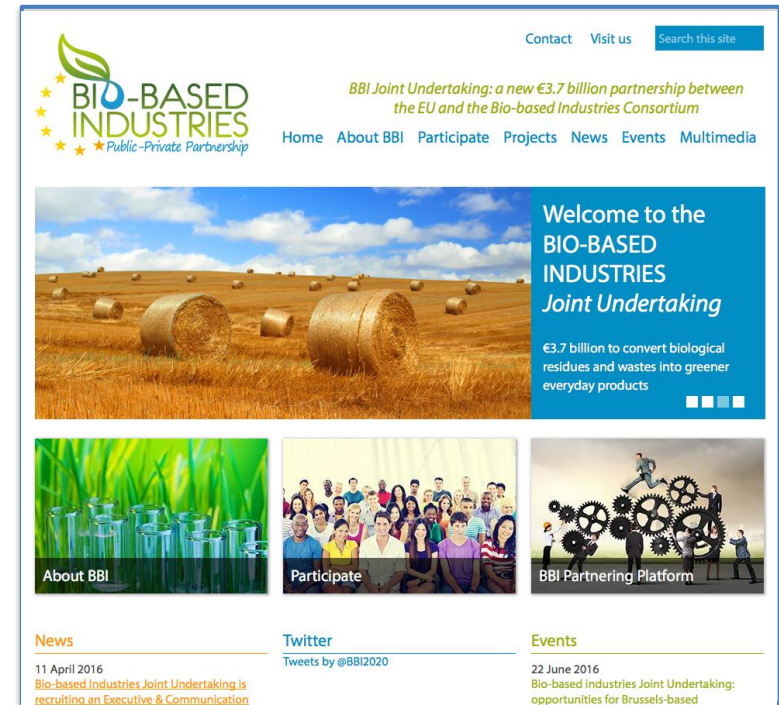 Contact Visit us Search this site
BIO-BASED
INDUSTRIES
Public-Private Partnership
BBI Joint Undertaking: a new €3.7 billion partnership between
the EU and the Bio-based Industries Consortium
Home About BBI Participate Projects News Events Multimedia
Welcome to the
BIO-BASED
INDUSTRIES
Joint Undertaking
€3.7 billion to convert biological
residues and wastes into greener
everyday products
About BBI
Participate
BBI Partnering Platform
News
11 April 2016
Bio-based Industries Joint Undertaking is
recruiting an Executive & Communication
Twitter
Tweets by @BBI2020
Events
22 June 2016
Bio-based industries Joint Undertaking:
opportunities for Brussels-based